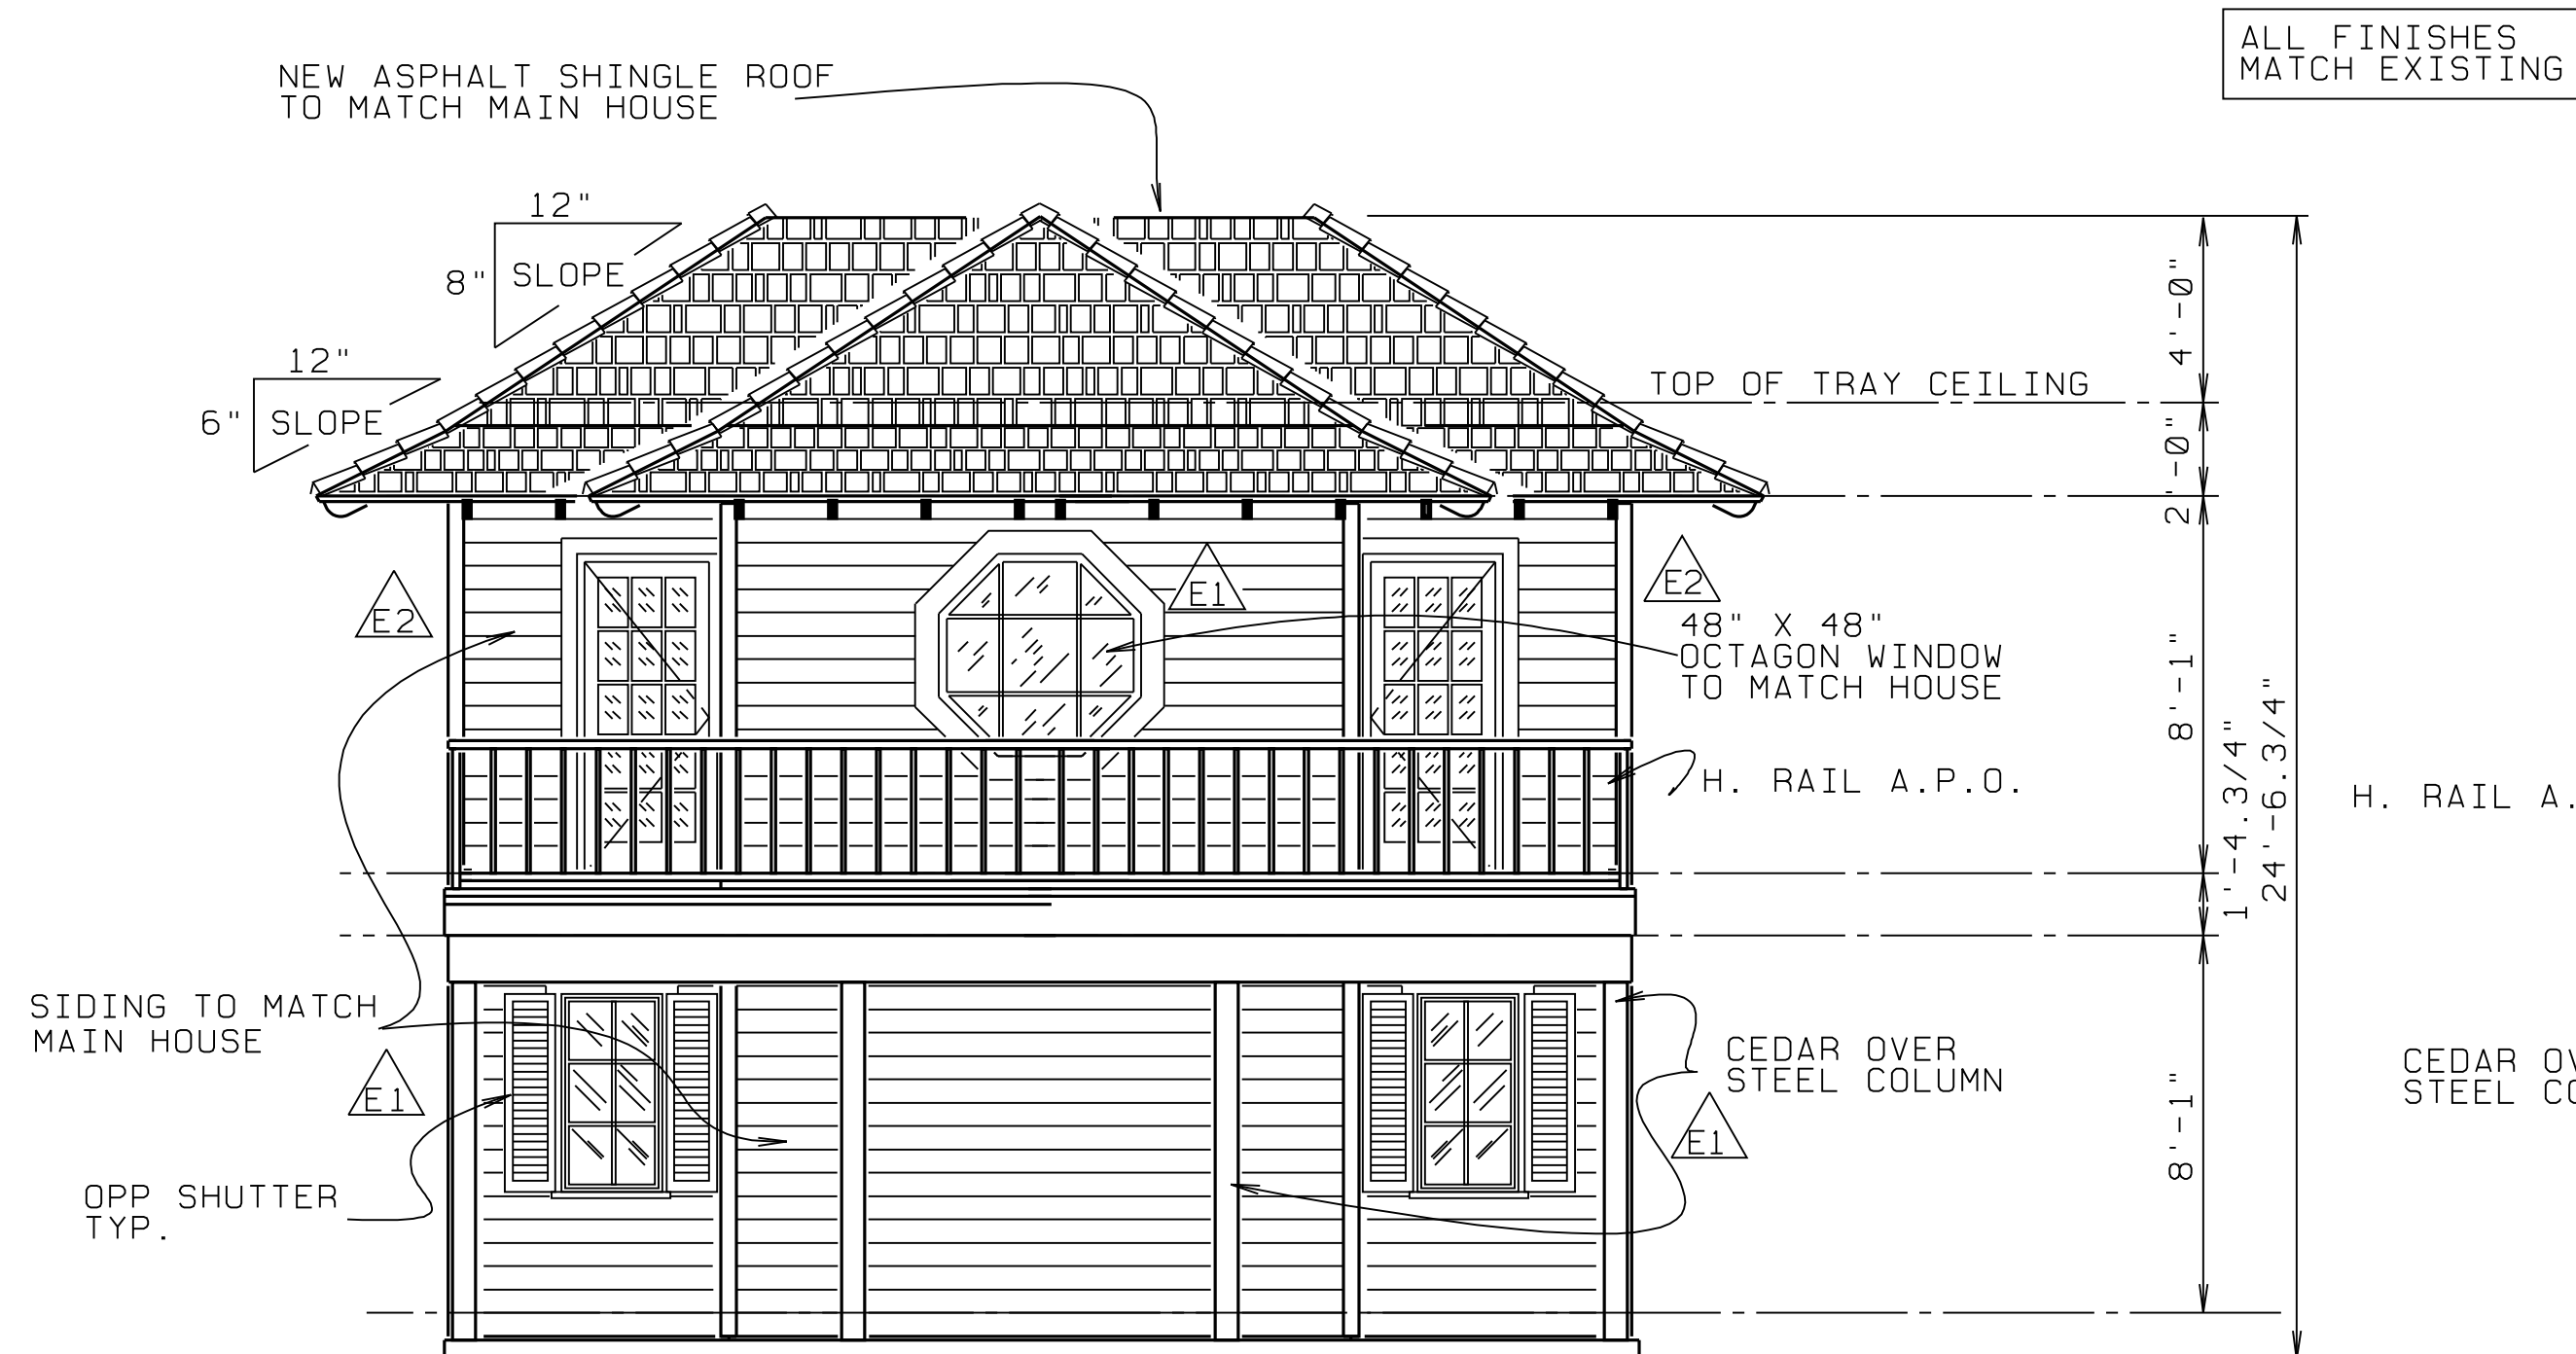 ALL FINISHES
MATCH EXISTING
NEW ASPHALT SHINGLE ROOF
TO MATCH MAIN HOUSE
12"
8"
SLOPE
12"
6"
SLOPE
TOP OF TRAY CEILING
4'-0"
2'-0"
E2
E1
E2
48" X 48"
OCTAGON WINDOW
TO MATCH HOUSE
8'-1"
H. RAIL A.P.O.
1'-4.3/4"
24'-6.3/4"
H. RAIL A.
SIDING TO MATCH
MAIN HOUSE
E1
CEDAR OVER
STEEL COLUMN
CEDAR OV
STEEL CO
E1
8'-1"
OPP SHUTTER
TYP.